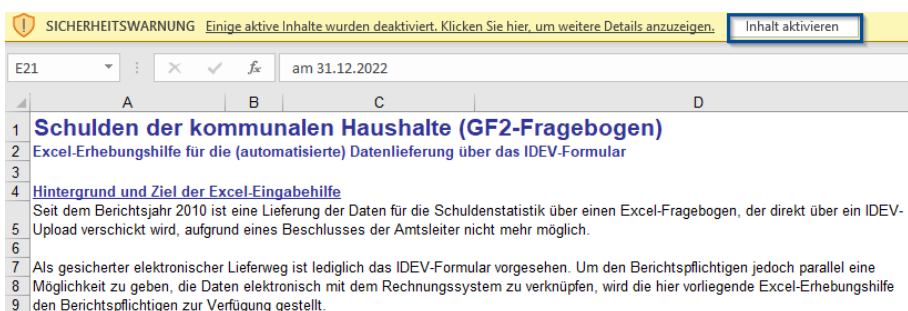 SICHERHEITSWARNUNG Einige aktive Inhalte wurden deaktiviert. Klicken Sie hier, um weitere Details anzuzeigen. Inhalt aktivieren
E21 fx am 31.12.2022
A B C D
1 Schulden der kommunalen Haushalte (GF2-Fragebogen)
2 Excel-Erhebungshilfe für die (automatisierte) Datenlieferung über das IDEV-Formular
3
4 Hintergrund und Ziel der Excel-Eingabehilfe
Seit dem Berichtsjahr 2010 ist eine Lieferung der Daten für die Schuldenstatistik über einen Excel-Fragebogen, der direkt über ein IDEV-
5 Upload verschickt wird, aufgrund eines Beschlusses der Amtsleiter nicht mehr möglich.
6
7 Als gesicherter elektronischer Lieferweg ist lediglich das IDEV-Formular vorgesehen. Um den Berichtspflichtigen jedoch parallel eine
8 Möglichkeit zu geben, die Daten elektronisch mit dem Rechnungssystem zu verknüpfen, wird die hier vorliegende Excel-Erhebungshilfe
9 den Berichtspflichtigen zur Verfügung gestellt.